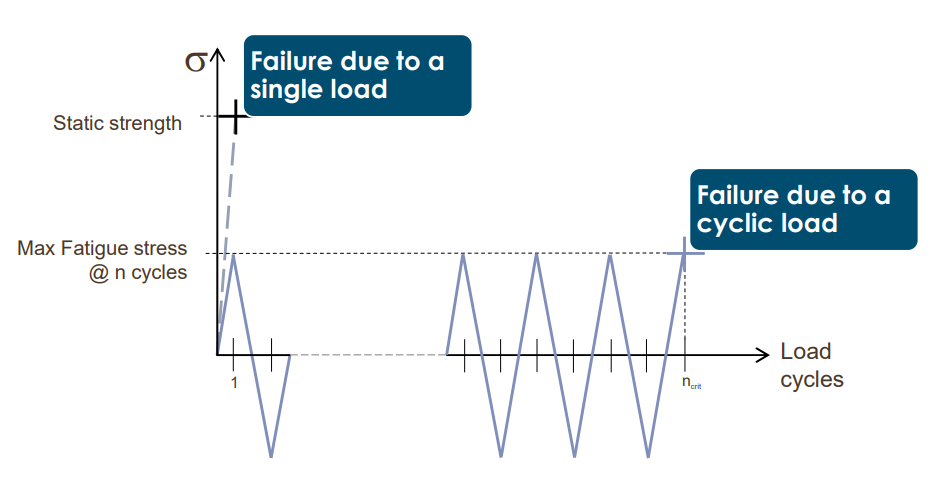 σ
Failure due to a
single load
Static strength
Failure due to a
cyclic load
Max Fatigue stress
@ n cycles
Load
cycles
1
n crit